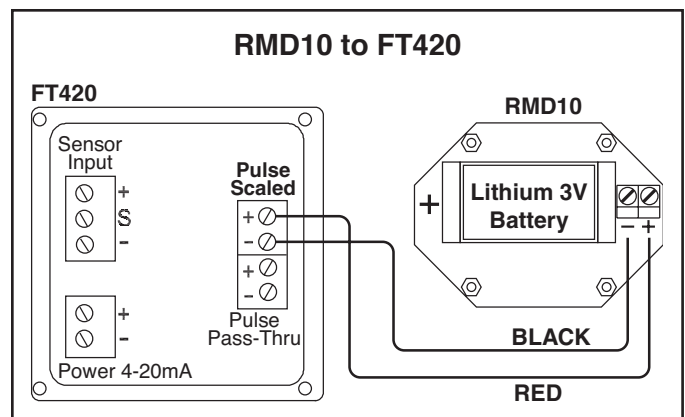 RMD10 to FT420
FT420
RMD10
Sensor
Input
+
S
-
Pulse
Scaled
+
-
+
-
Pulse
Pass-Thru
+
-
Power 4-20mA
+
Lithium 3V
Battery
- +
BLACK
RED